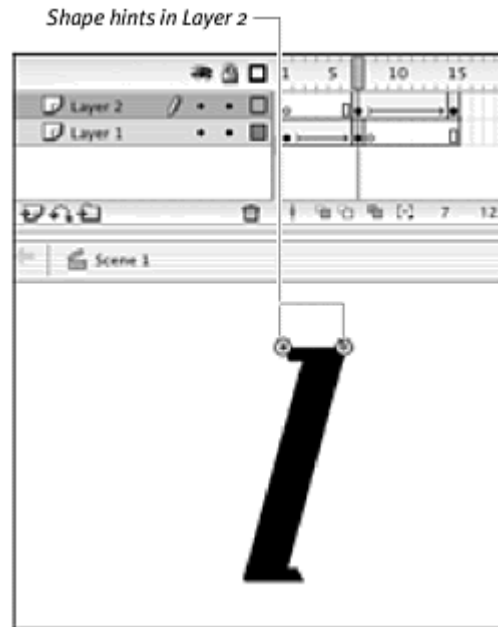 Shape hints in Layer 2
1 5 10 15
Layer 2
Layer 1
7 12
Scene 1
l